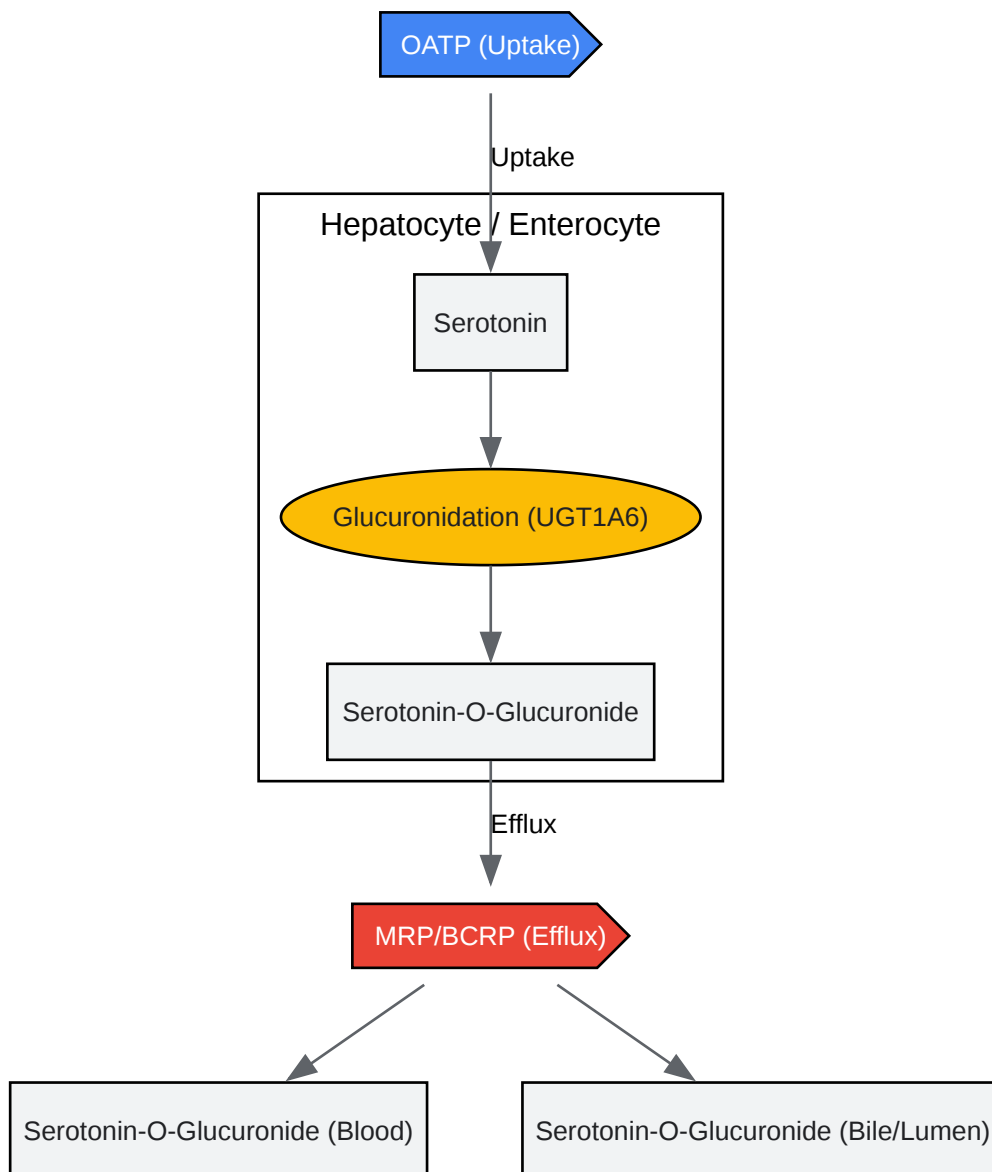 OATP (Uptake)
Uptake
Hepatocyte / Enterocyte
Serotonin
Glucuronidation (UGT1A6)
Serotonin-O-Glucuronide
Efflux
MRP/BCRP (Efflux)
Serotonin-O-Glucuronide (Blood)
Serotonin-O-Glucuronide (Bile/Lumen)